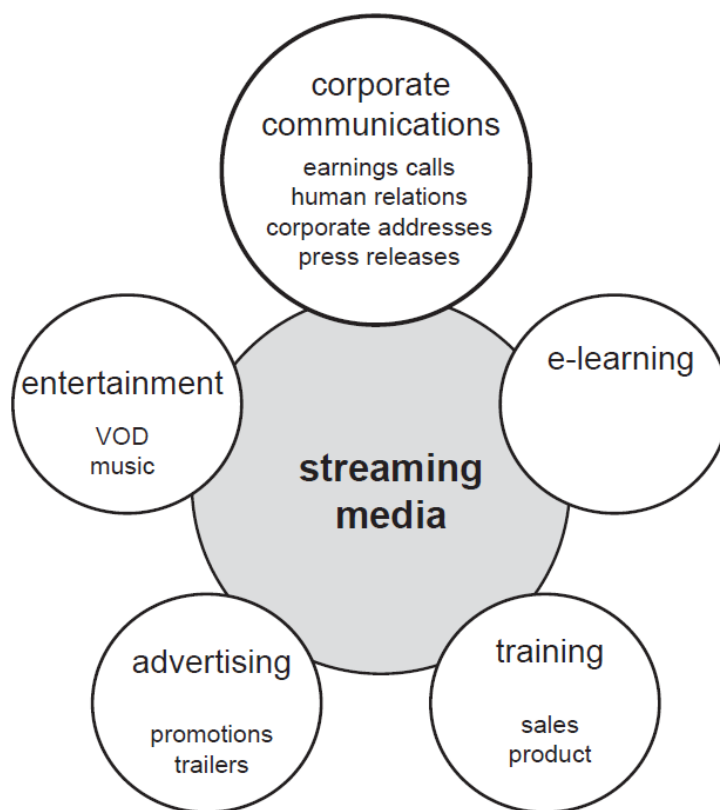 corporate
communications
earnings calls
human relations
corporate addresses
press releases
entertainment
VOD
music
e-learning
streaming
media
advertising
promotions
trailers
training
sales
product